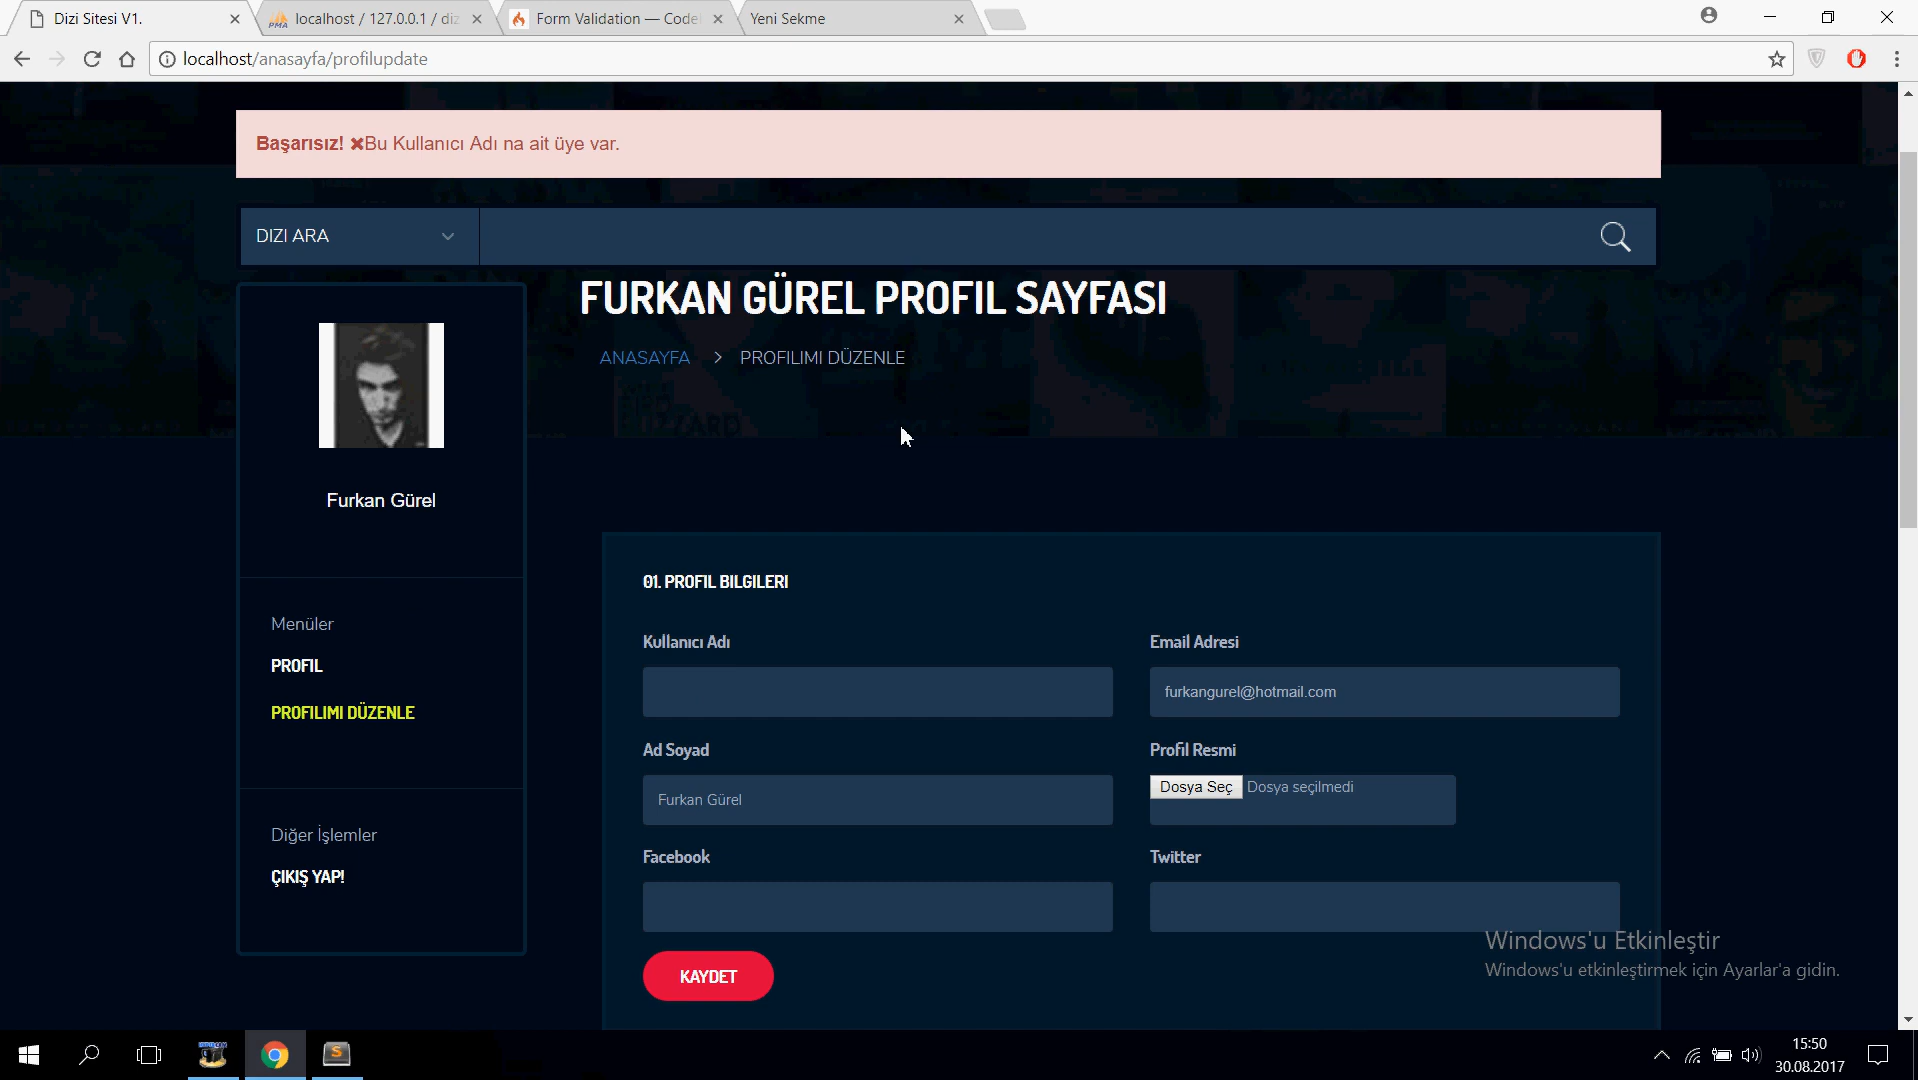 Dizi Sitesi V1.
localhost / 127.0.0.1 / diz
Form Validation — Codel
Yeni Sekme
localhost/anasayfa/profilupdate
Başarısız! ✖Bu Kullanıcı Adı na ait üye var.
DIZI ARA
FURKAN GÜREL PROFIL SAYFASI
ANASAYFA > PROFILIMI DÜZENLE
Furkan Gürel
01. PROFIL BILGILERI
Menüler
Kullanıcı Adı
Email Adresi
PROFIL
furkangurel@hotmail.com
PROFILIMI DÜZENLE
Ad Soyad
Profil Resmi
Dosya Seç Dosya seçilmedi
Furkan Gürel
Diğer İşlemler
Facebook
Twitter
ÇIKIŞ YAP!
Windows'u Etkinleştir
Windows'u etkinleştirmek için Ayarlar'a gidin.
KAYDET
15:50
30.08.2017